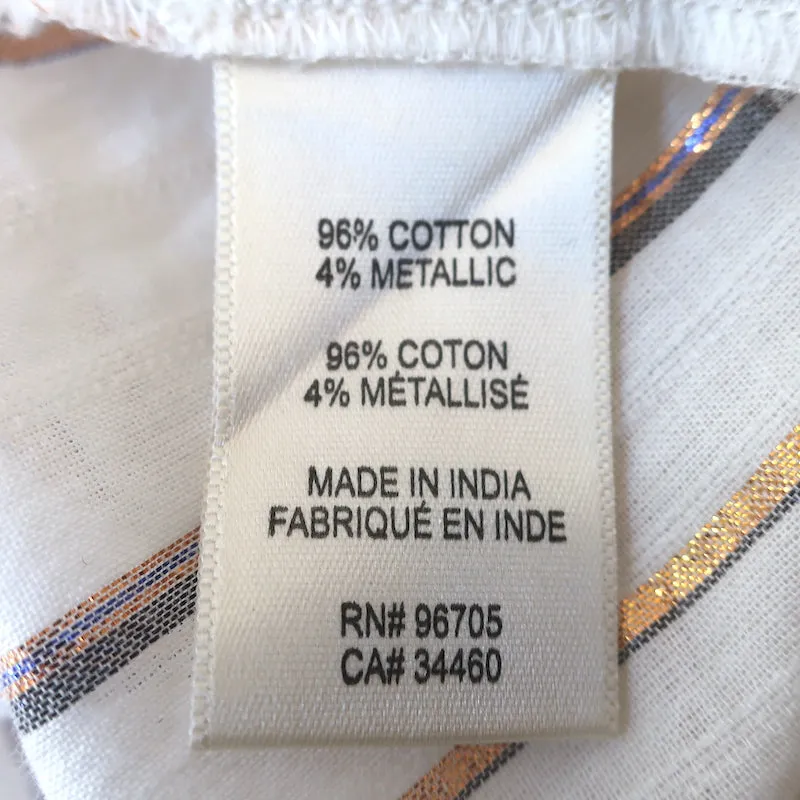 96% COTTON
4% METALLIC
96% COTON
4% MÉTALLISÉ
MADE IN INDIA
FABRIQUÉ EN INDE
RN# 96705
CA# 34460